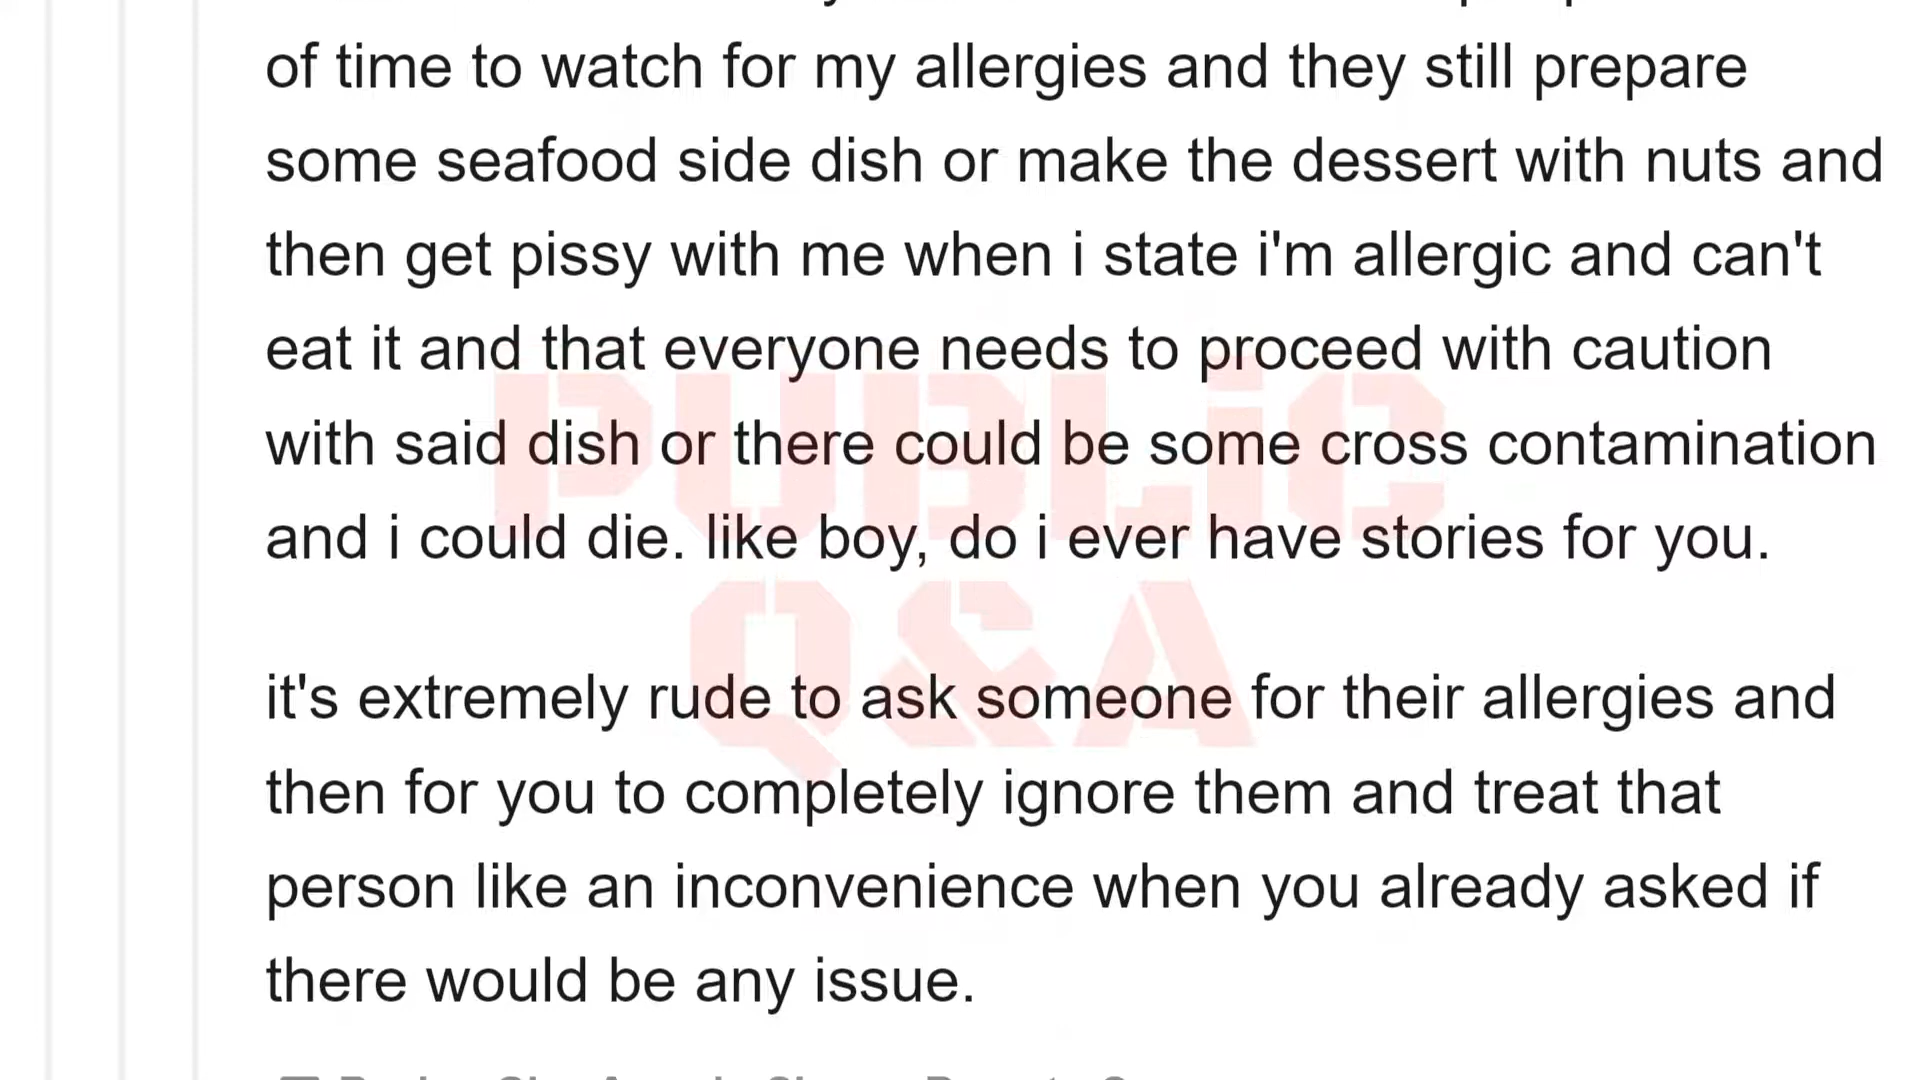 of time to watch for my allergies and they still prepare
some seafood side dish or make the dessert with nuts and
then get pissy with me when i state i'm allergic and can't
eat it and that everyone needs to proceed with caution
with said dish or there could be some cross contamination
and i could die. like boy, do i ever have stories for you.
PUBLiC
Q&A
it's extremely rude to ask someone for their allergies and
then for you to completely ignore them and treat that
person like an inconvenience when you already asked if
there would be any issue.